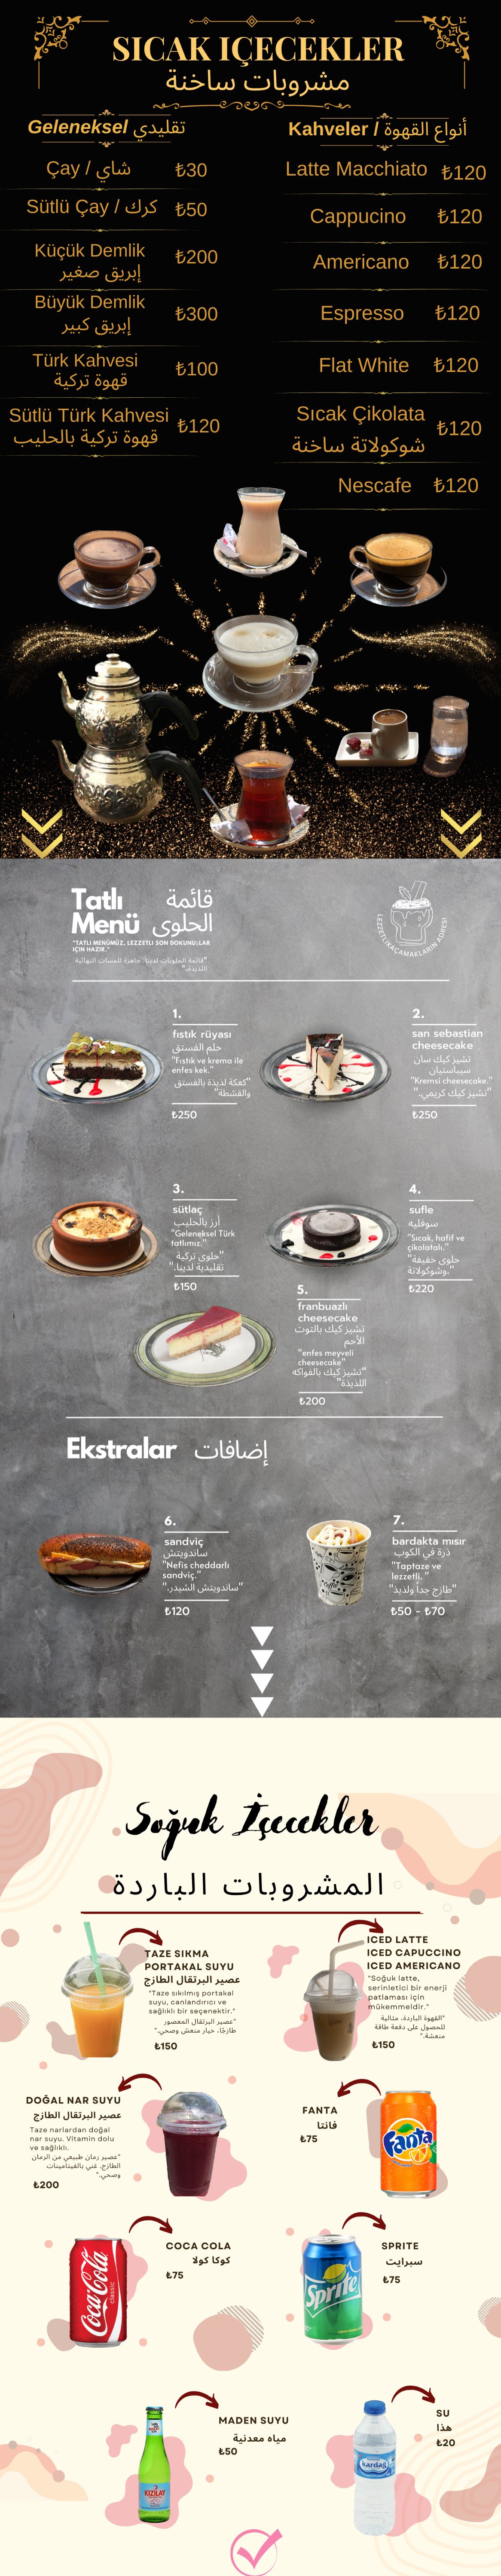 SICAK IÇECEKLER
مشروبات ساخنة
Geleneksel تقليدي
Çay / شاي ₺30
Sütlü Çay / كرك ₺50
Küçük Demlik
إبريق صغير
₺200
Büyük Demlik
إبريق كبير
₺300
Türk Kahvesi
قهوة تركية
₺100
Sütlü Türk Kahvesi
قهوة تركية بالحليب
₺120
Kahveler / أنواع القهوة
Latte Macchiato ₺120
Cappucino ₺120
Americano ₺120
Espresso ₺120
Flat White ₺120
Sıcak Çikolata
شوكولاتة ساخنة
₺120
Nescafe ₺120
Tatlı
Menü
قائمة
الحلوى
"TATLI MENÜMÜZ, LEZZETLI SON DOKUNUŞLAR
IÇIN HAZIR."
LEZZETLIKAÇAMAKLARIN ADRESI
1.
fıstık rüyası
حلم الفستق
"Fıstık ve krema ile
enfes kek."
"كعكة لذيذة بالفستق
والقشطة"
₺250
2.
san sebastian
cheesecake
تشيز كيك سان
سيباستيان
"Kremsi cheesecake."
"تشيز كيك كريمي."
₺250
3.
sütlaç
أرز بالحليب
"Geleneksel Türk
tatlımız."
"حلوى تركية
تقليدية لدينا."
₺150
4.
sufle
سوفليه
"Sıcak, hafif ve
çikolatalı."
"حلوى خفيفة
وشوكولاتة."
₺220
5.
franbuazlı
cheesecake
تشيز كيك بالتوت
الأحم
"enfes meyveli
cheesecake"
"تشيز كيك بالفواكه
اللذيذة"
₺200
Ekstralar إضافات
6.
sandviç
ساندويتش
"Nefis cheddarlı
sandviç."
"ساندويتش الشيدر."
₺120
7.
bardakta mısır
ذرة في الكوب
"Taptaze ve
lezzetli."
"طازج جداً ولذيذ"
₺50 - ₺70
Soğuk İçecekler
المشروبات الباردة
TAZE SIKMA
PORTAKAL SUYU
عصير البرتقال الطازج
"Taze sıkılmış portakal
suyu, canlandırıcı ve
sağlıklı bir seçenektir."
"عصير البرتقال المعصور
طازجًا، خيار منعش وصحي."
₺150
ICED LATTE
ICED CAPUCCINO
ICED AMERICANO
"Soğuk latte,
serinletici bir enerji
patlaması için
mükemmeldir."
"القهوة الباردة، مثالية
للحصول على دفعة طاقة
منعشة."
₺150
DOĞAL NAR SUYU
عصير البرتقال الطازج
Taze narlardan doğal
nar suyu. Vitamin dolu
ve sağlıklı.
"عصير رمان طبيعي من الرمان
الطازج. غني بالفيتامينات
وصحي."
₺200
FANTA
فانتا
₺75
Fanta
COCA COLA
كوكا كولا
₺75
Coca-Cola
classic
SPRITE
سبرايت
₺75
Sprite
MADEN SUYU
مياه معدنية
₺50
KIZILAY
SU
هذا
₺20
Kardağ